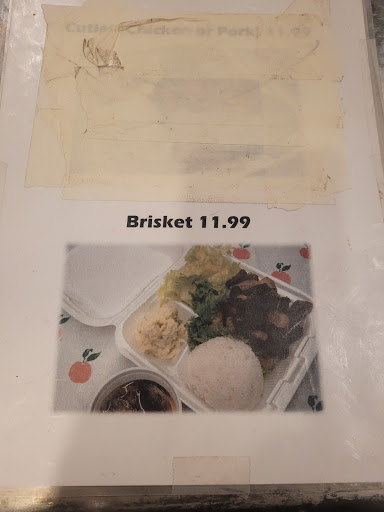 Cutlet (Chicken or Pork) 11.99
Brisket 11.99